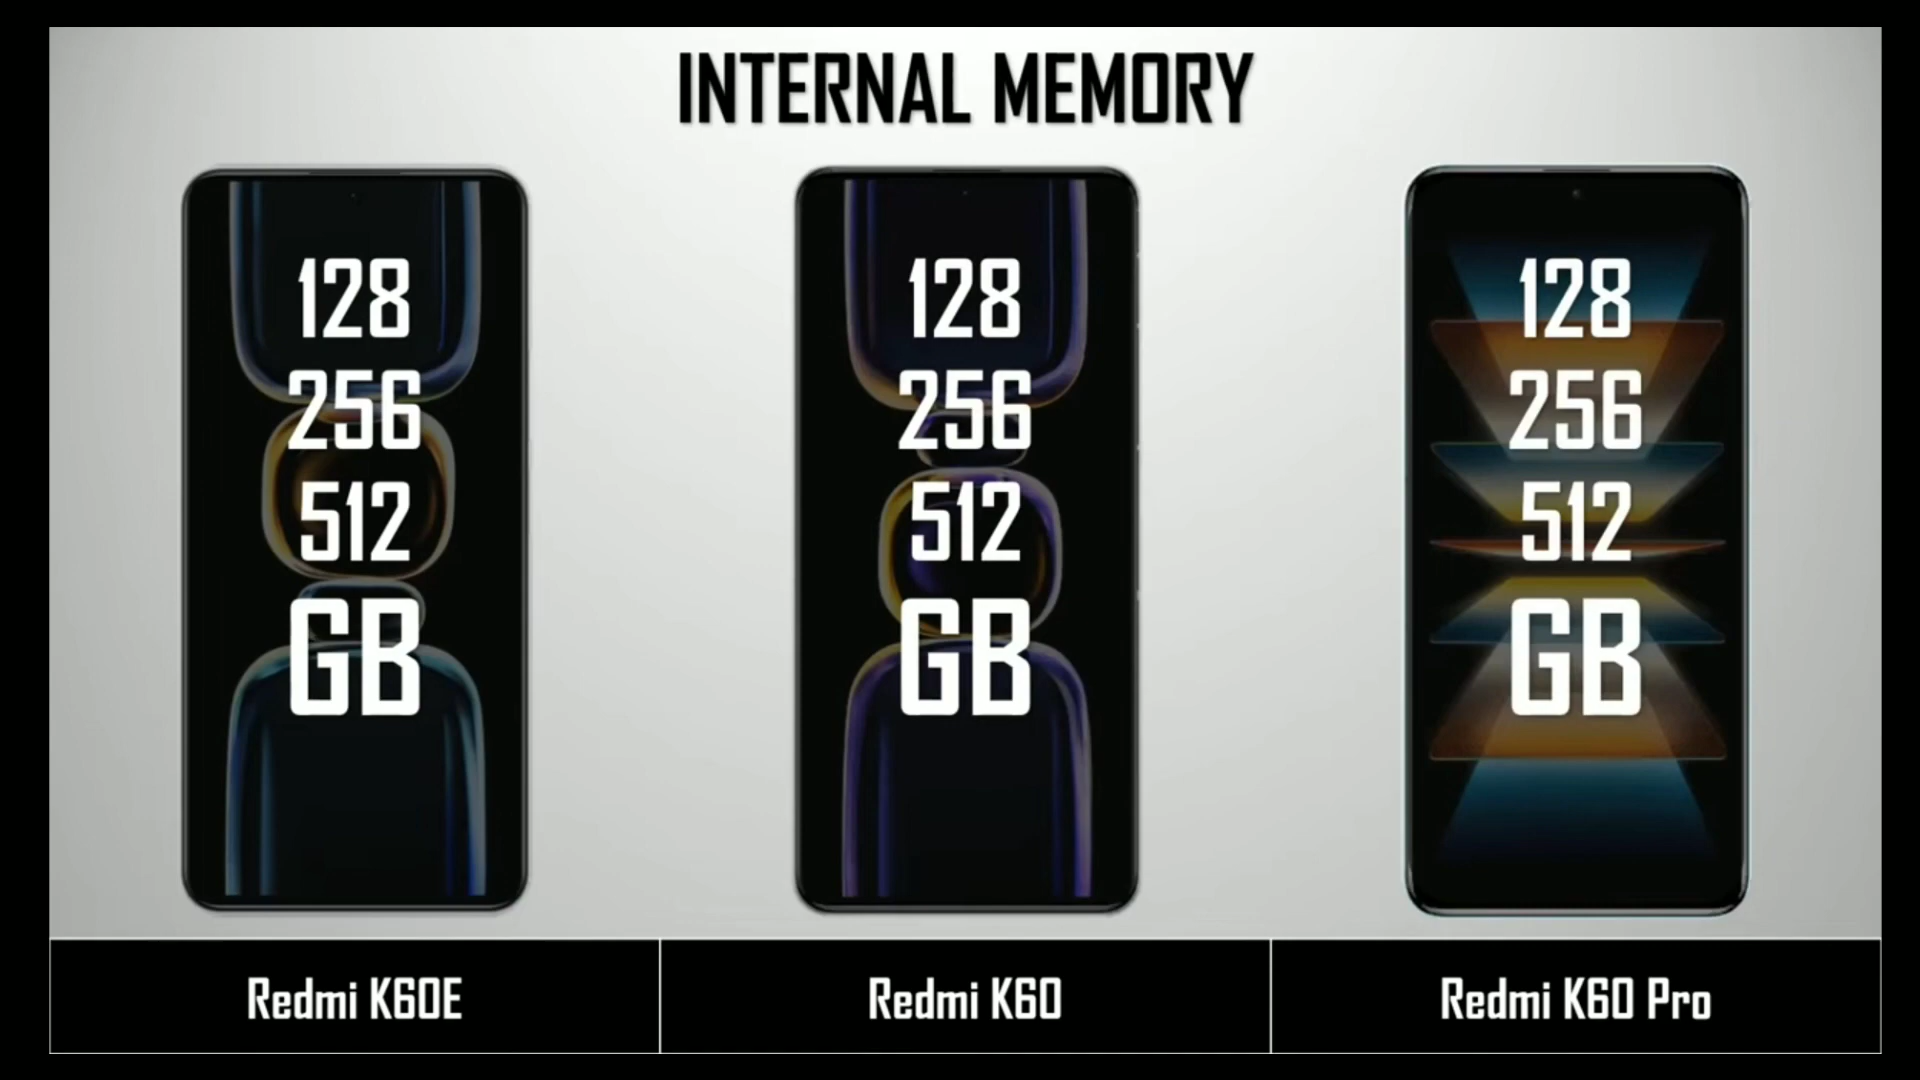 INTERNAL MEMORY
128
256
512
GB
128
256
512
GB
128
256
512
GB
Redmi K60E
Redmi K60
Redmi K60 Pro